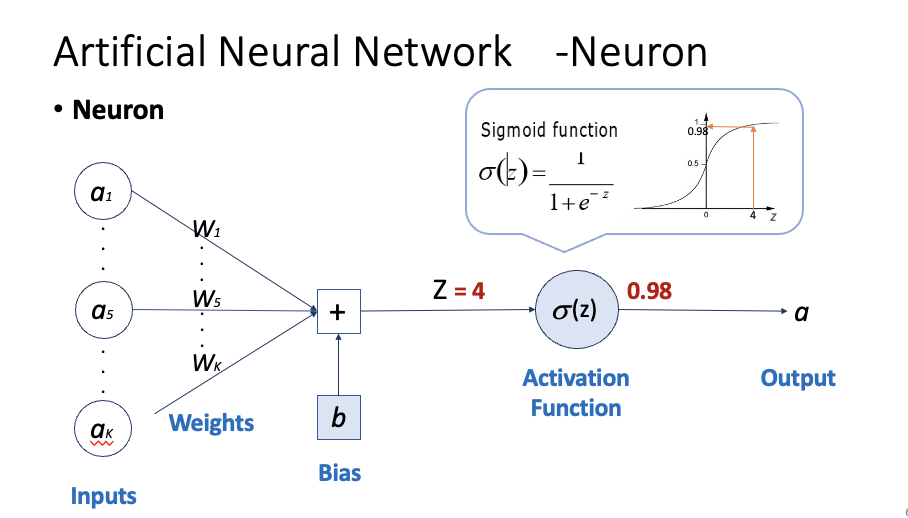 Artificial Neural Network -Neuron
• Neuron
Sigmoid function
σ(z)= 1 / 1+e^-z
1
0.98
0.5
0
4
z
a1
W1
a5
W5
aK
WK
+
Z = 4
σ(z)
0.98
a
b
Weights
Activation
Function
Output
Bias
Inputs
6